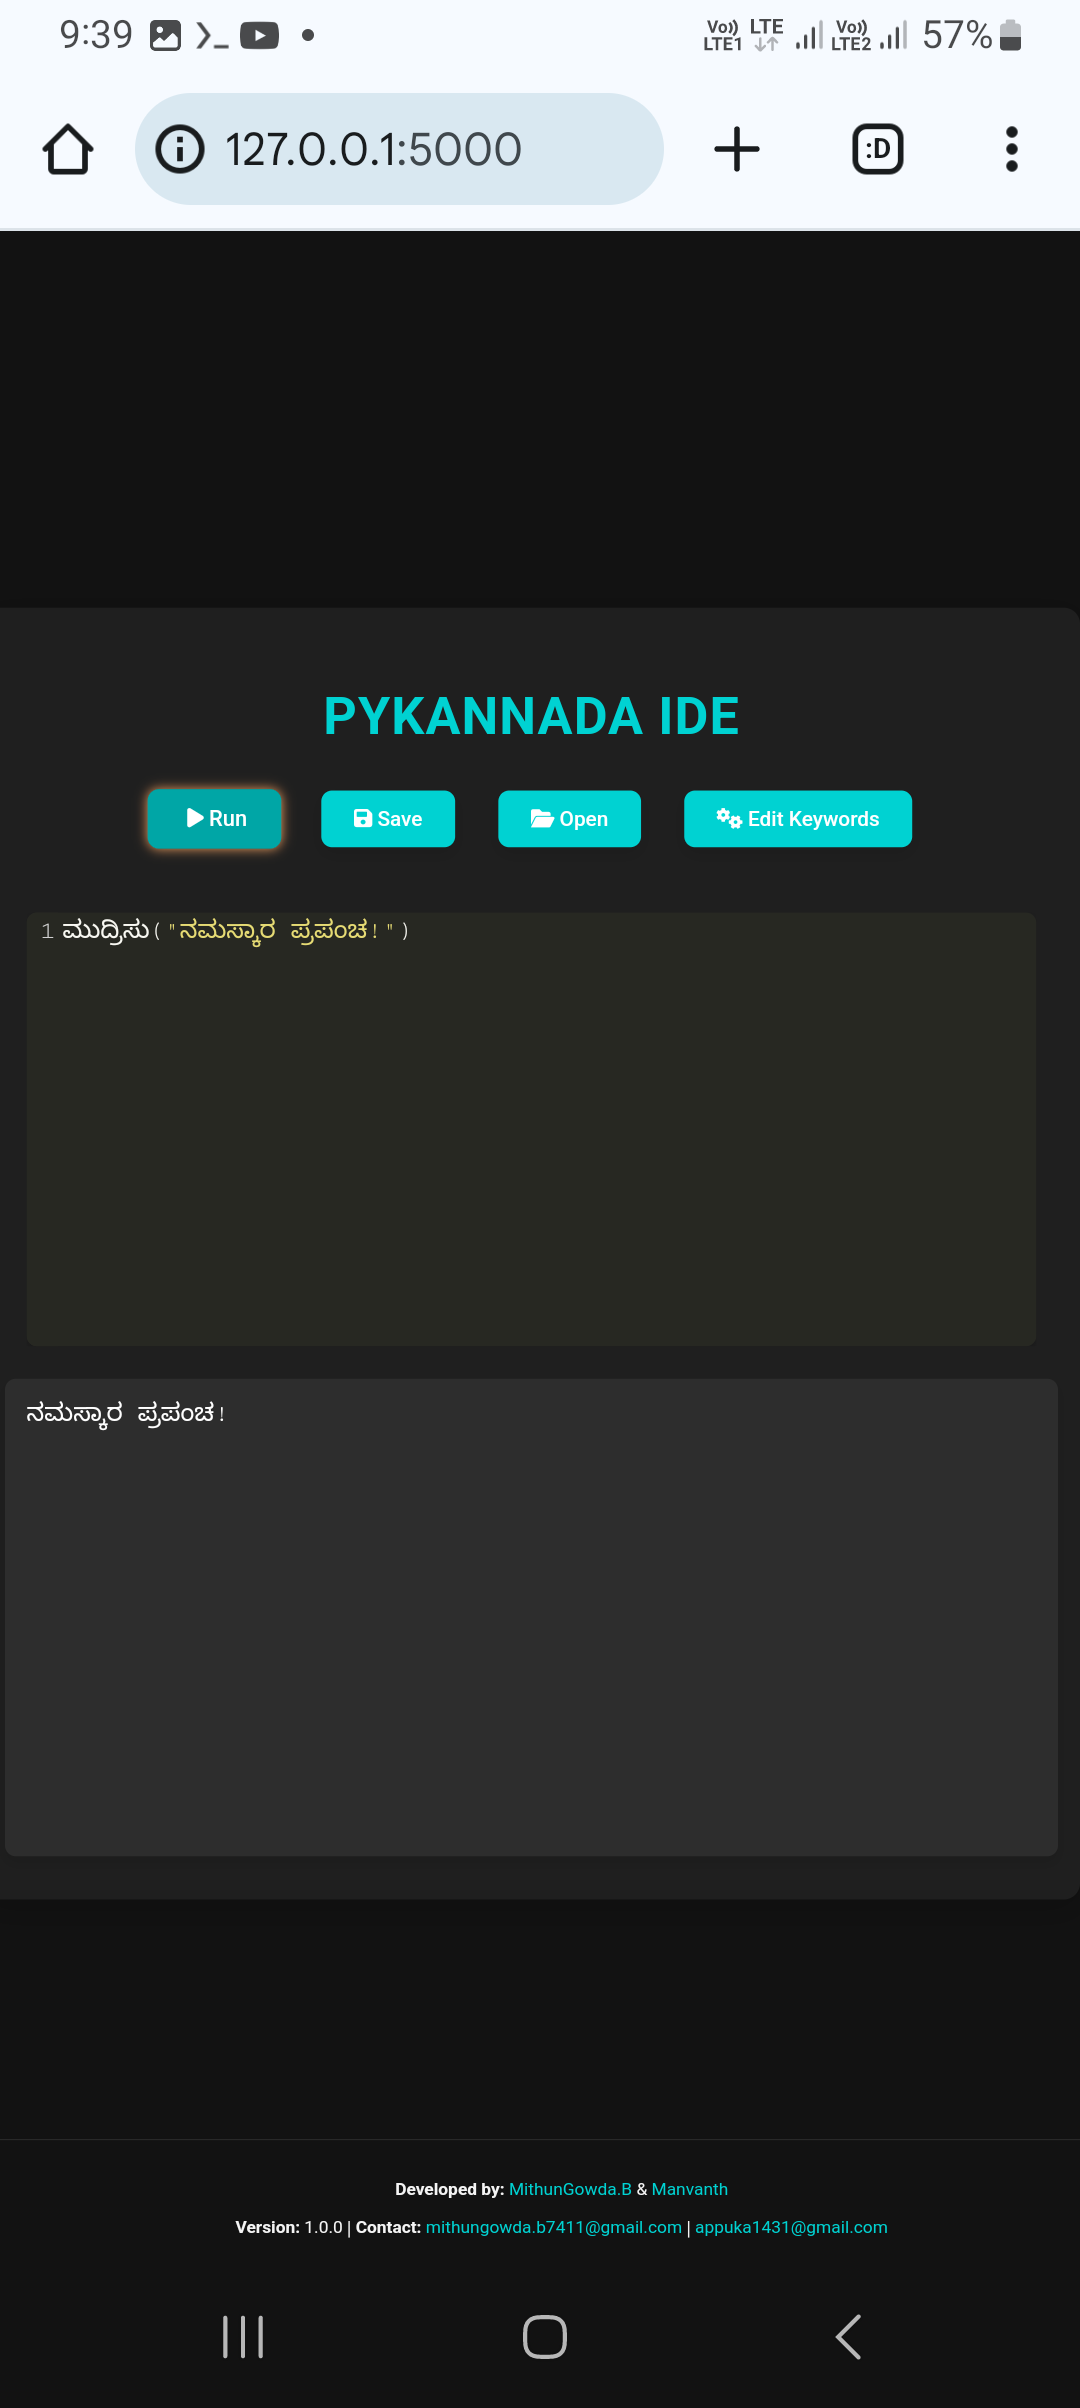 9:39
Vo)) LTE1 LTE Vo)) LTE2 57%
127.0.0.1:5000
:D
PYKANNADA IDE
Run Save Open Edit Keywords
1 ಮುದ್ರಿಸು("ನಮಸ್ಕಾರ ಪ್ರಪಂಚ!")
ನಮಸ್ಕಾರ ಪ್ರಪಂಚ!
Developed by: MithunGowda.B & Manvanth
Version: 1.0.0 | Contact: mithungowda.b7411@gmail.com | appuka1431@gmail.com